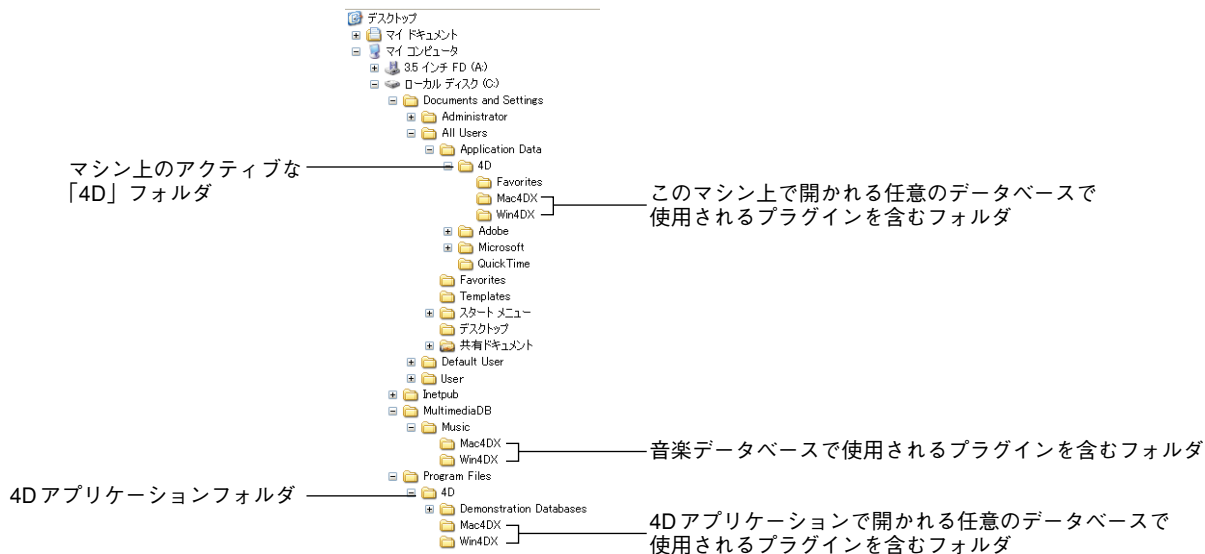 デスクトップ
マイ ドキュメント
マイ コンピュータ
3.5 インチ FD (A:)
ローカル ディスク (C:)
Documents and Settings
Administrator
All Users
Application Data
4D
Favorites
Mac4DX
Win4DX
Adobe
Microsoft
QuickTime
Favorites
Templates
スタート メニュー
デスクトップ
共有ドキュメント
Default User
User
Inetpub
MultimediaDB
Music
Mac4DX
Win4DX
Program Files
4D
Demonstration Databases
Mac4DX
Win4DX
マシン上のアクティブな
「4D」フォルダ
このマシン上で開かれる任意のデータベースで
使用されるプラグインを含むフォルダ
音楽データベースで使用されるプラグインを含むフォルダ
4Dアプリケーションフォルダ
4Dアプリケーションで開かれる任意のデータベースで
使用されるプラグインを含むフォルダ